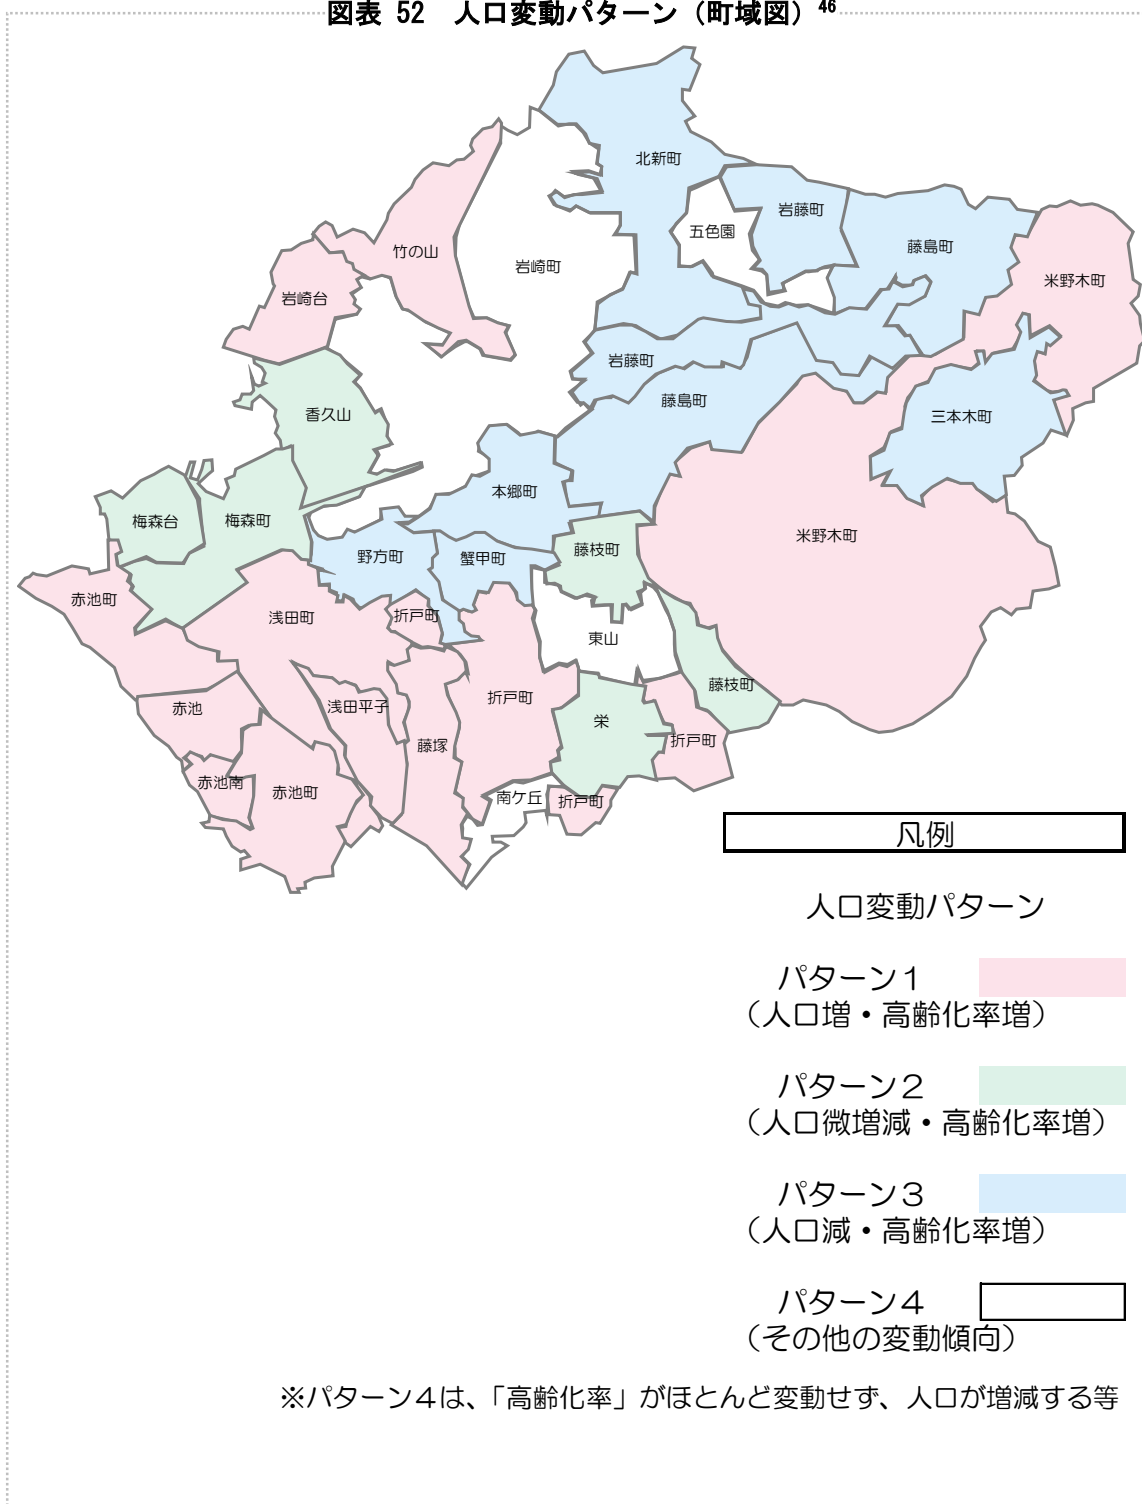 図表 52 人口変動パターン（町域図）46
北新町
岩藤町
五色園
竹の山
藤島町
岩崎町
米野木町
岩崎台
岩藤町
藤島町
香久山
三本木町
本郷町
梅森台
梅森町
米野木町
藤枝町
野方町
蟹甲町
赤池町
浅田町
折戸町
東山
藤枝町
折戸町
浅田平子
赤池
栄
折戸町
藤塚
赤池南
赤池町
南ケ丘
折戸町
凡例
人口変動パターン
パターン１
（人口増・高齢化率増）
パターン２
（人口微増減・高齢化率増）
パターン３
（人口減・高齢化率増）
パターン４
（その他の変動傾向）
※パターン４は、「高齢化率」がほとんど変動せず、人口が増減する等